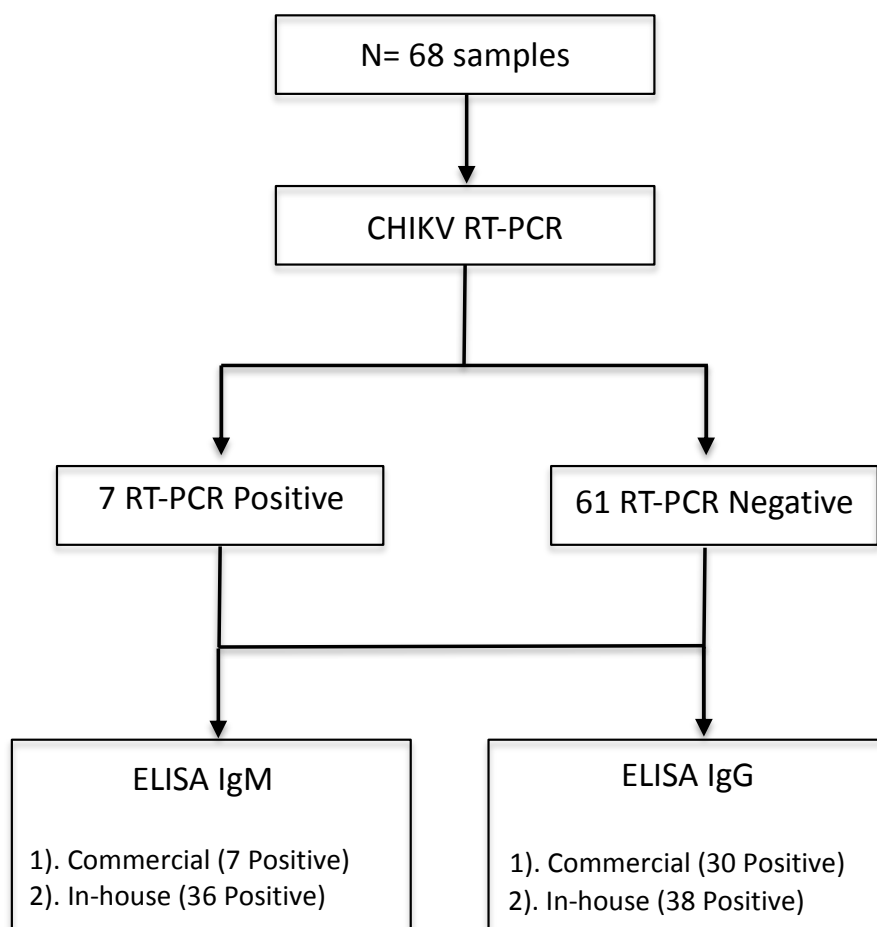 N= 68 samples
CHIKV RT-PCR
7 RT-PCR Positive
61 RT-PCR Negative
ELISA IgM
1). Commercial (7 Positive)
2). In-house (36 Positive)
ELISA IgG
1). Commercial (30 Positive)
2). In-house (38 Positive)